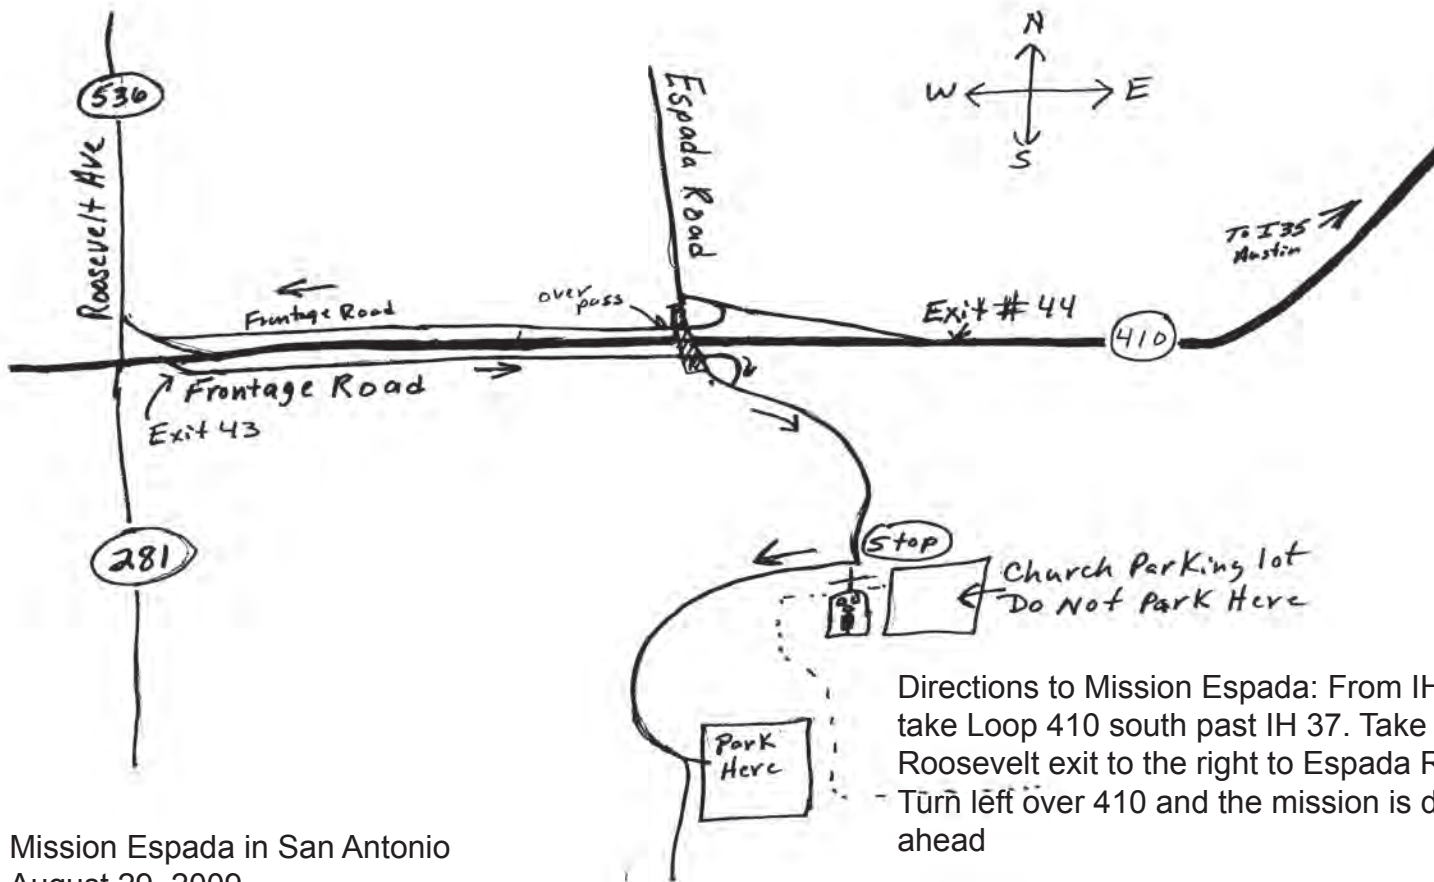 N
W E
S
536
Roosevelt Ave
Espada Road
To I35
Austin
over
pass
Frontage Road
Exit # 44
410
Frontage Road
Exit 43
281
Stop
Church Parking lot
Do Not Park Here
Park
Here
Directions to Mission Espada: From IH
take Loop 410 south past IH 37. Take
Roosevelt exit to the right to Espada R
Turn left over 410 and the mission is d
ahead
Mission Espada in San Antonio
August 29, 2009